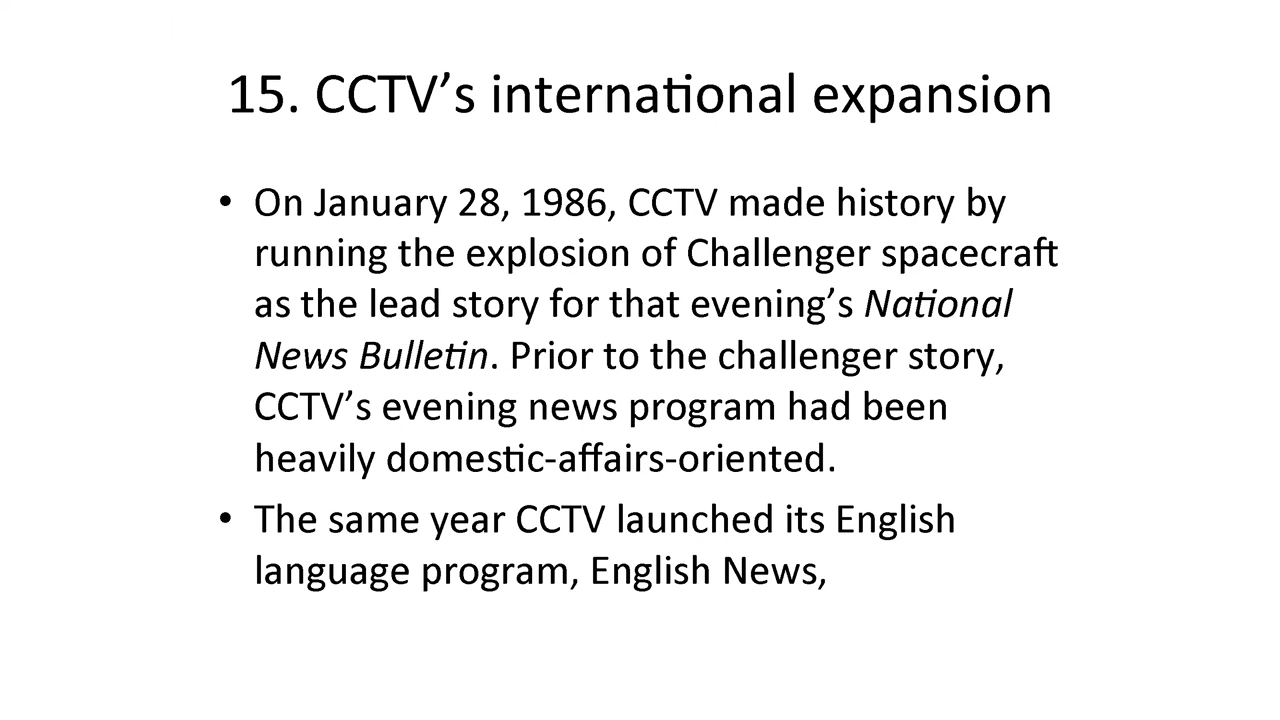 15. CCTV’s international expansion
• On January 28, 1986, CCTV made history by
running the explosion of Challenger spacecraft
as the lead story for that evening’s National
News Bulletin. Prior to the challenger story,
CCTV’s evening news program had been
heavily domestic-affairs-oriented.
• The same year CCTV launched its English
language program, English News,